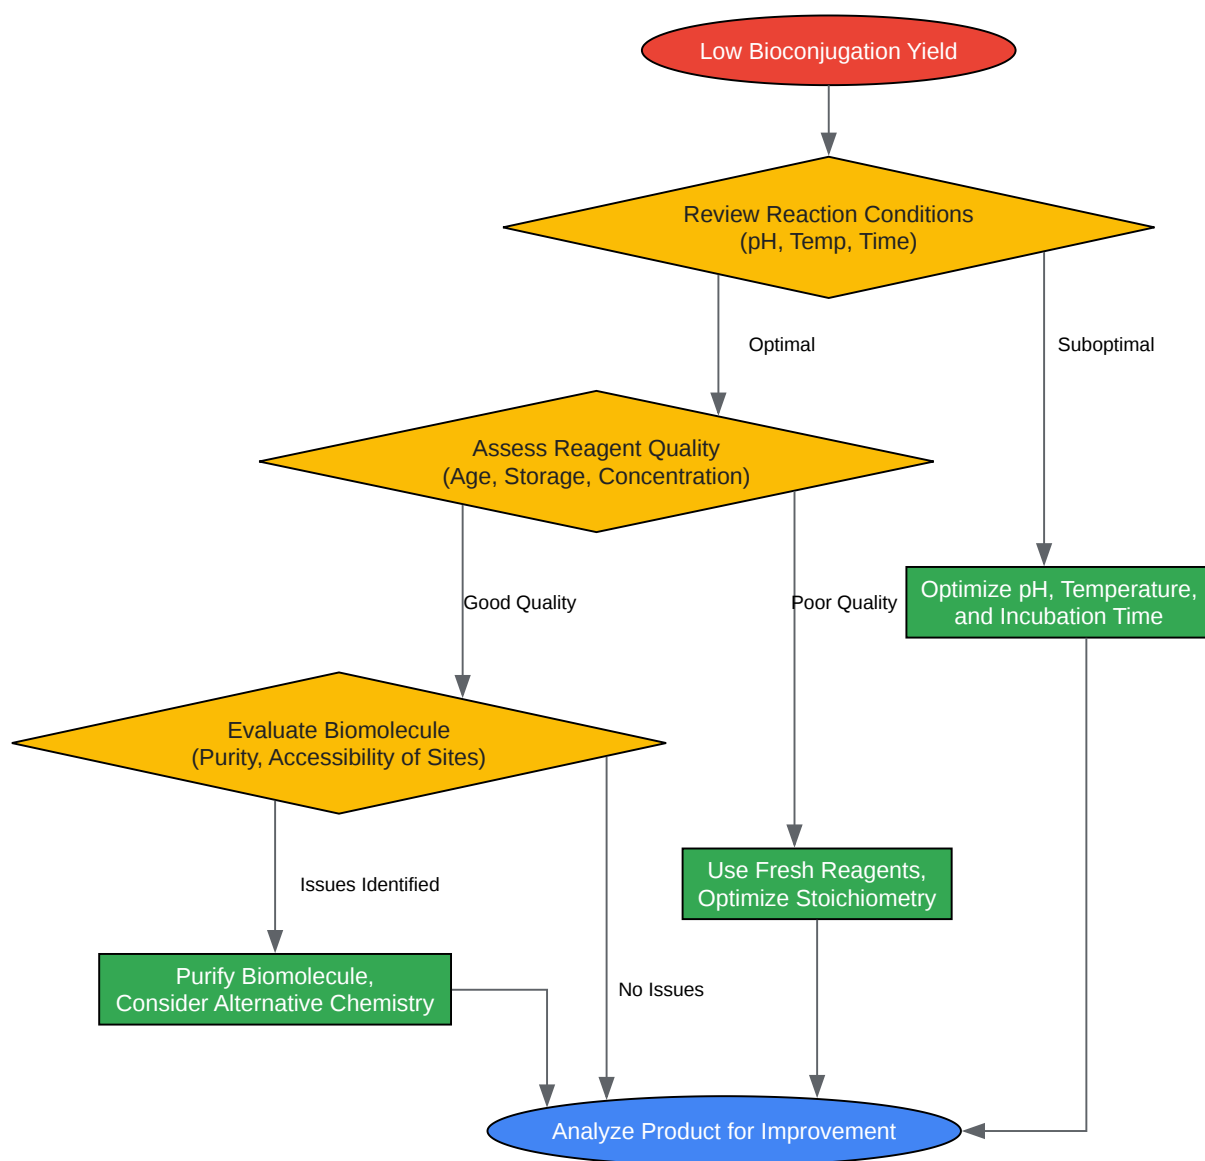 Low Bioconjugation Yield
Review Reaction Conditions
(pH, Temp, Time)
Optimal
Suboptimal
Assess Reagent Quality
(Age, Storage, Concentration)
Good Quality
Poor Quality
Optimize pH, Temperature,
and Incubation Time
Evaluate Biomolecule
(Purity, Accessibility of Sites)
Issues Identified
Use Fresh Reagents,
Optimize Stoichiometry
Purify Biomolecule,
Consider Alternative Chemistry
No Issues
Analyze Product for Improvement